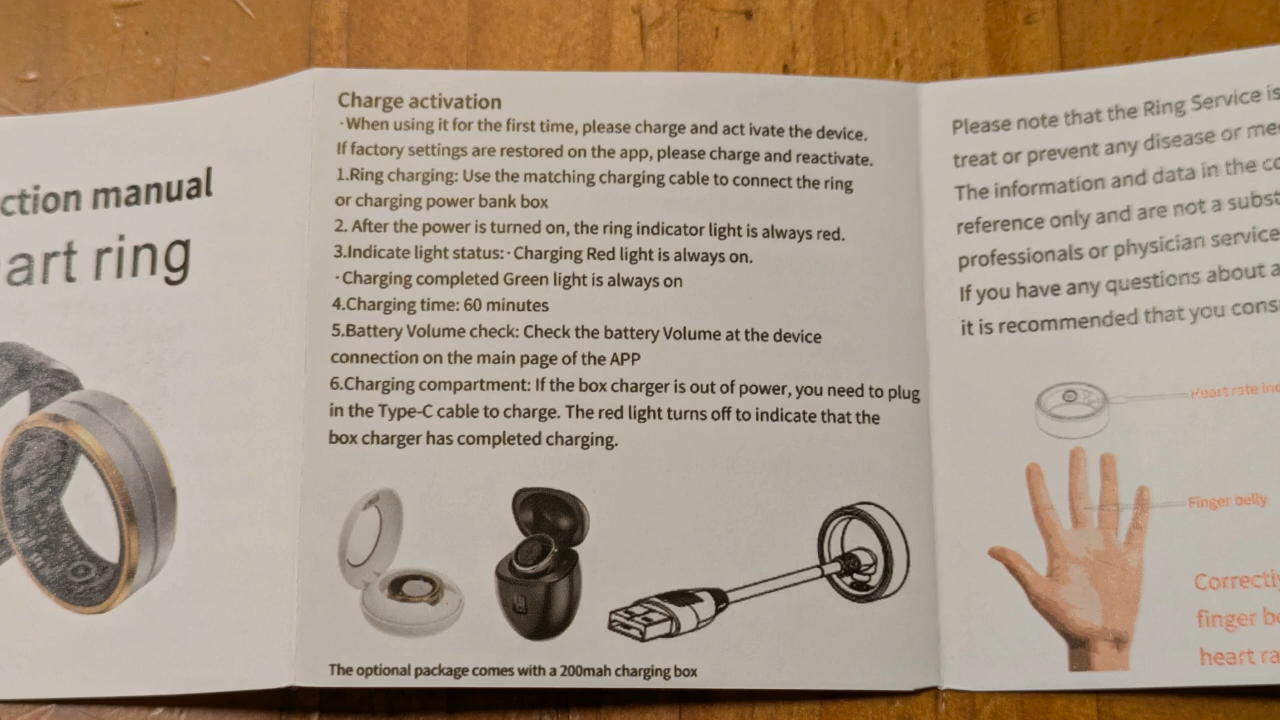 ction manual
art ring
Charge activation
·When using it for the first time, please charge and act ivate the device.
If factory settings are restored on the app, please charge and reactivate.
1.Ring charging: Use the matching charging cable to connect the ring
or charging power bank box
2. After the power is turned on, the ring indicator light is always red.
3.Indicate light status:· Charging Red light is always on.
·Charging completed Green light is always on
4.Charging time: 60 minutes
5.Battery Volume check: Check the battery Volume at the device
connection on the main page of the APP
6.Charging compartment: If the box charger is out of power, you need to plug
in the Type-C cable to charge. The red light turns off to indicate that the
box charger has completed charging.
The optional package comes with a 200mah charging box
Please note that the Ring Service is
treat or prevent any disease or me
The information and data in the co
reference only and are not a subst
professionals or physician service
If you have any questions about a
it is recommended that you cons
Heart rate ind
Finger belly
Correctly
finger be
heart ra